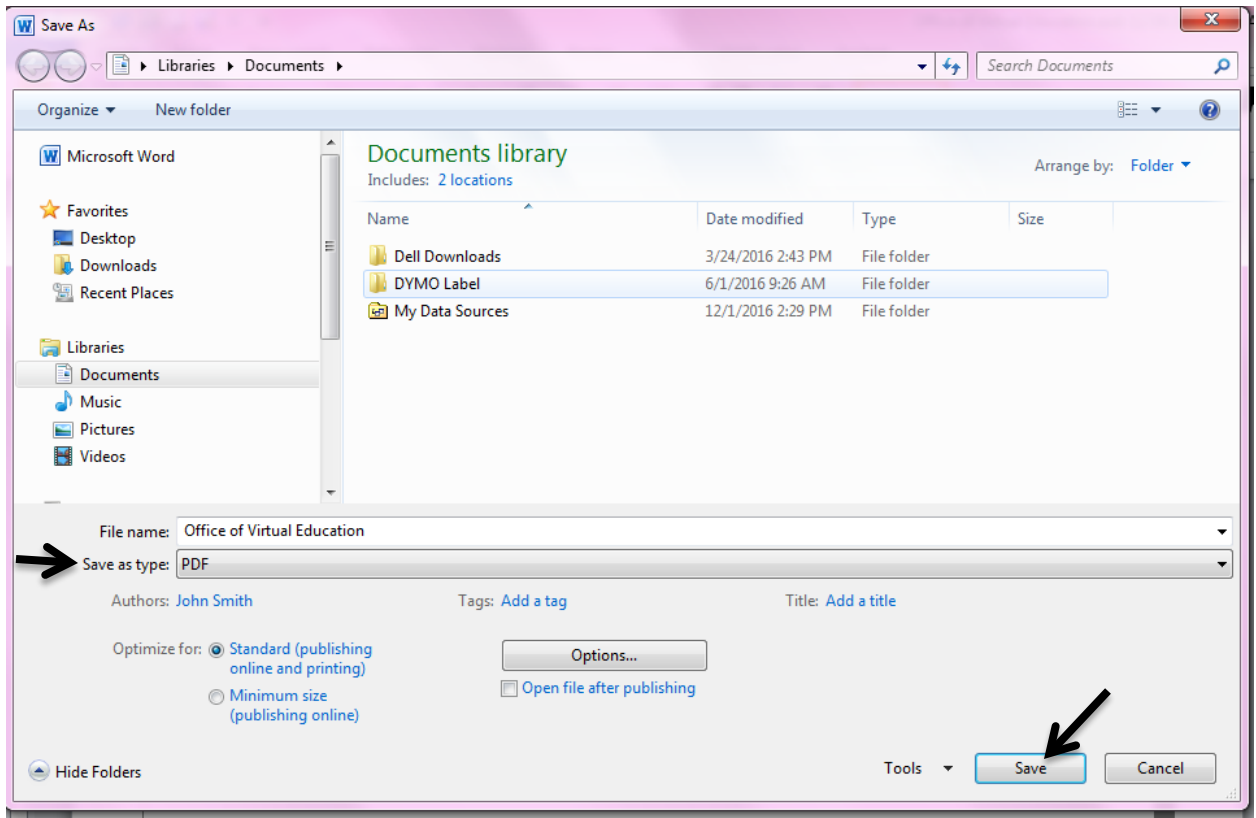 Save As
Libraries Documents
Search Documents
Organize New folder
Microsoft Word
Favorites
Desktop
Downloads
Recent Places
Libraries
Documents
Music
Pictures
Videos
Documents library
Includes: 2 locations
Arrange by: Folder
Name Date modified Type Size
Dell Downloads 3/24/2016 2:43 PM File folder
DYMO Label 6/1/2016 9:26 AM File folder
My Data Sources 12/1/2016 2:29 PM File folder
File name: Office of Virtual Education
Save as type: PDF
Authors: John Smith Tags: Add a tag Title: Add a title
Optimize for: Standard (publishing
online and printing)
Minimum size
(publishing online)
Options...
Open file after publishing
Hide Folders
Tools Save Cancel